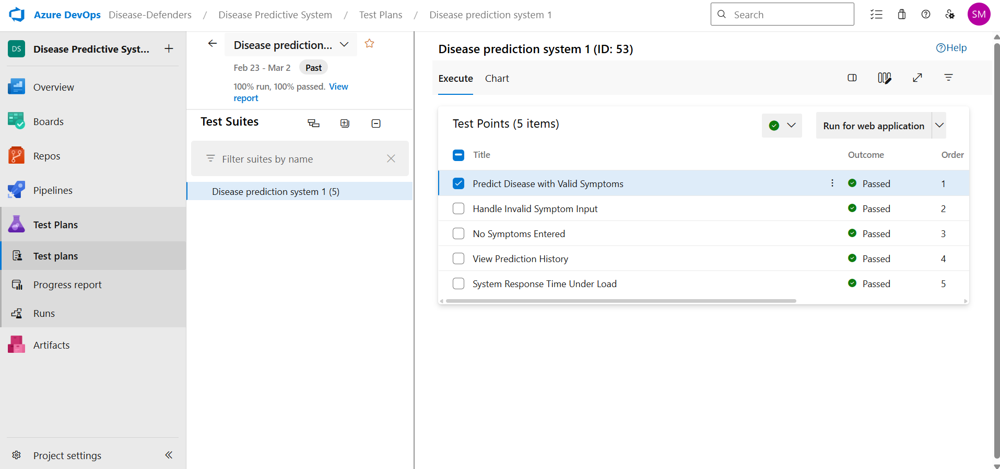 Azure DevOps Disease-Defenders / Disease Predictive System / Test Plans / Disease prediction system 1
Search
SM
DS Disease Predictive Syst...
Overview
Boards
Repos
Pipelines
Test Plans
Test plans
Progress report
Runs
Artifacts
Project settings
Disease prediction...
Feb 23 - Mar 2 Past
100% run, 100% passed. View
report
Test Suites
Filter suites by name
Disease prediction system 1 (5)
Disease prediction system 1 (ID: 53)
Help
Execute Chart
Test Points (5 items)
Run for web application
Title Outcome Order
Predict Disease with Valid Symptoms Passed 1
Handle Invalid Symptom Input Passed 2
No Symptoms Entered Passed 3
View Prediction History Passed 4
System Response Time Under Load Passed 5